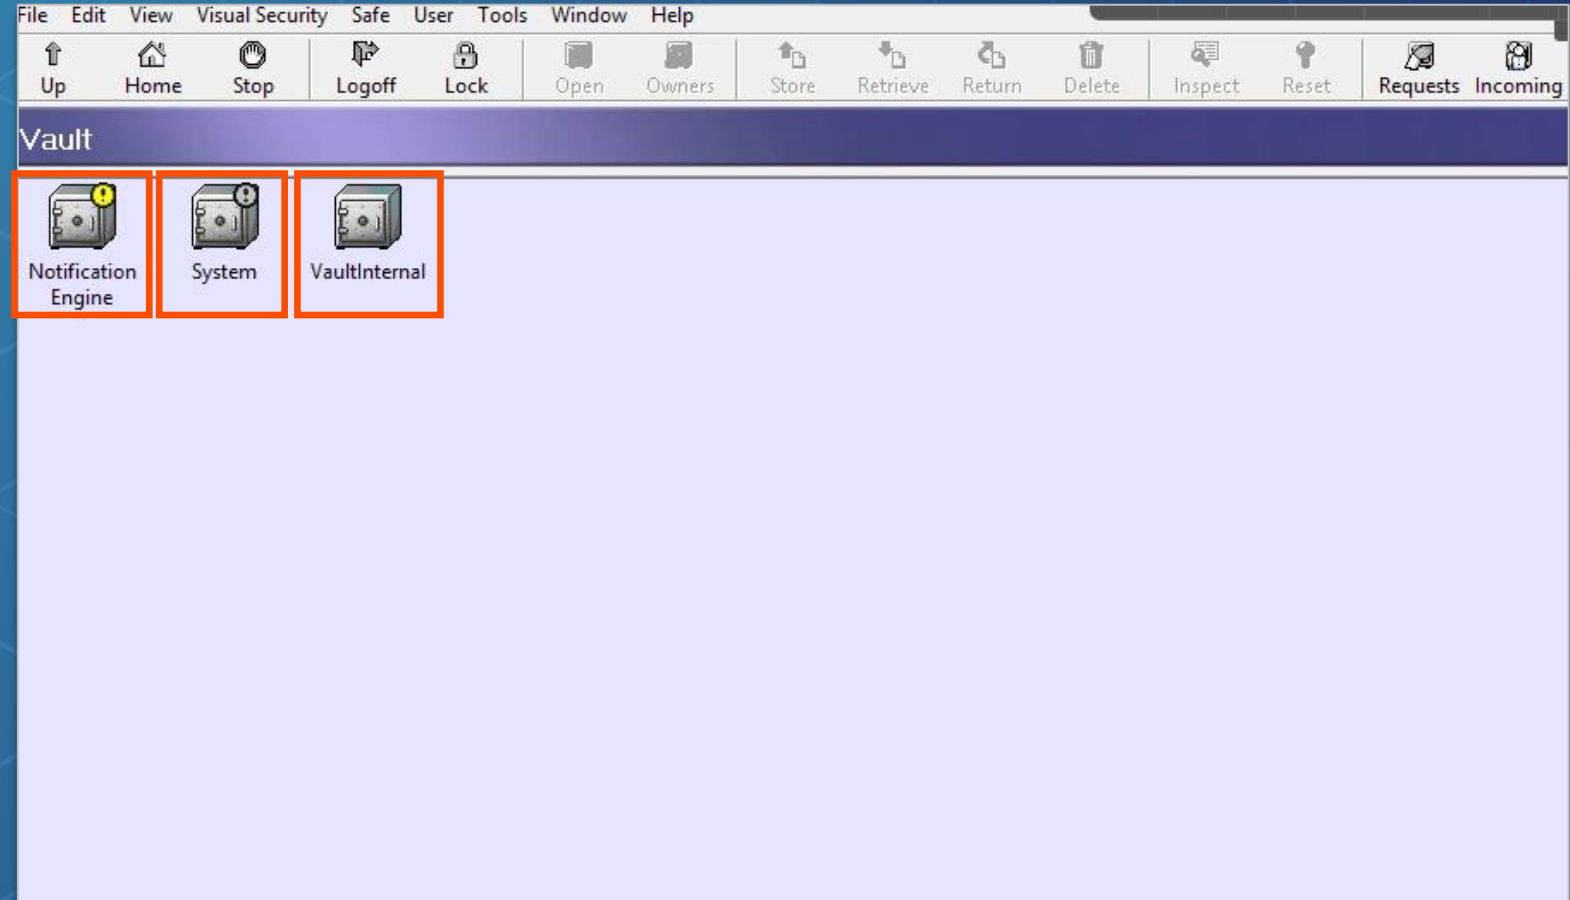 File Edit View Visual Security Safe User Tools Window Help
Up Home Stop Logoff Lock Open Owners Store Retrieve Return Delete Inspect Reset Requests Incoming
Vault
Notification
Engine
System
VaultInternal